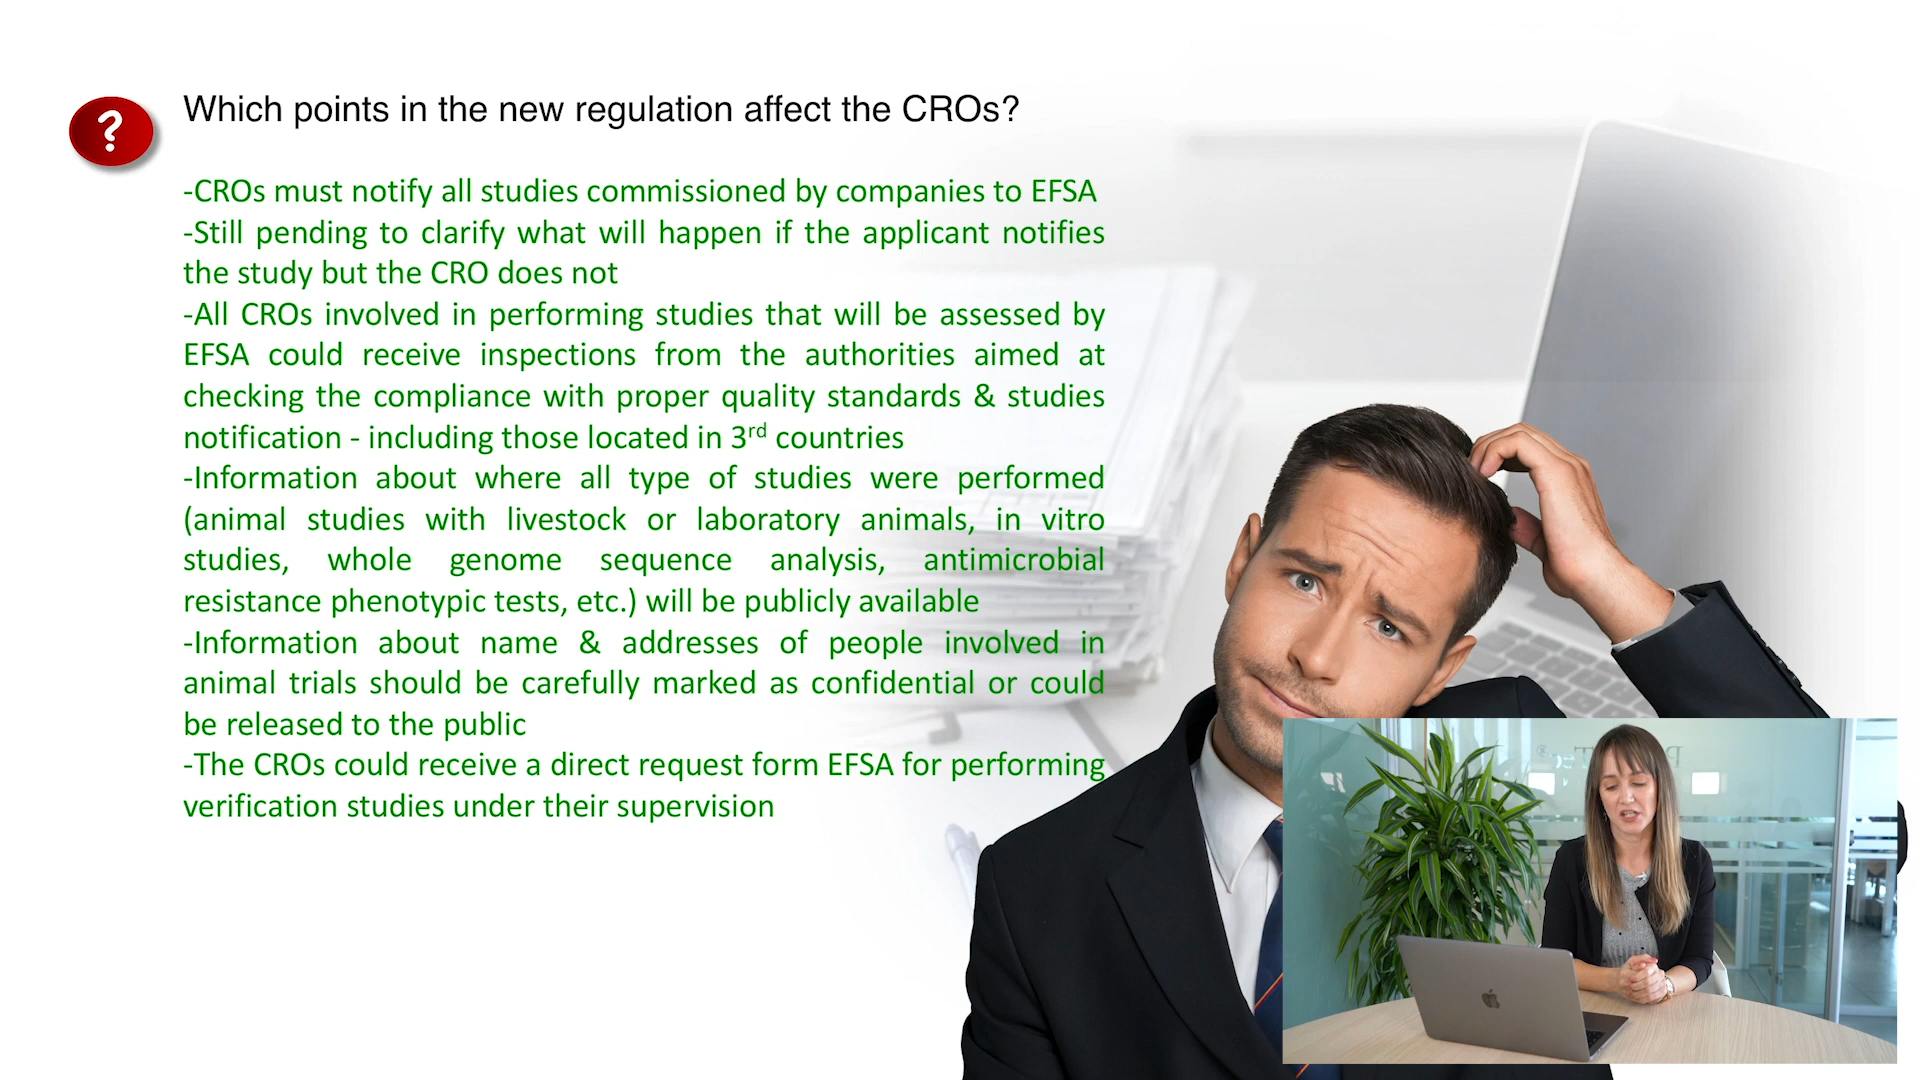 ?
Which points in the new regulation affect the CROs?
-CROs must notify all studies commissioned by companies to EFSA
-Still pending to clarify what will happen if the applicant notifies
the study but the CRO does not
-All CROs involved in performing studies that will be assessed by
EFSA could receive inspections from the authorities aimed at
checking the compliance with proper quality standards & studies
notification - including those located in 3rd countries
-Information about where all type of studies were performed
(animal studies with livestock or laboratory animals, in vitro
studies, whole genome sequence analysis, antimicrobial
resistance phenotypic tests, etc.) will be publicly available
-Information about name & addresses of people involved in
animal trials should be carefully marked as confidential or could
be released to the public
-The CROs could receive a direct request form EFSA for performing
verification studies under their supervision